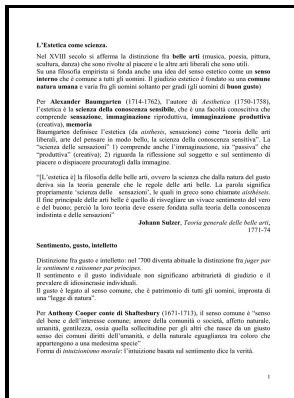 L'Estetica come scienza.
Nel XVIII secolo si afferma la distinzione fra belle arti (musica, poesia, pittura,
scultura, danza) che sono rivolte al piacere e le altre arti liberali che sono utili.
Su una filosofia empirista si fonda anche una idea del senso estetico come un senso
interno che è comune a tutti gli uomini. Il giudizio estetico è fondato su una comune
natura umana e varia fra gli uomini soltanto per gradi (gli uomini di buon gusto)
Per Alexander Baumgarten (1714-1762), l'autore di Aesthetica (1750-1758),
l'estetica è la scienza della conoscenza sensibile, che è una facoltà conoscitiva che
comprende sensazione, immaginazione riproduttiva, immaginazione produttiva
(creativa), memoria
Baumgarten definisce l'estetica (da aisthesis, sensazione) come "teoria delle arti
liberali, arte del pensare in modo bello, la scienza della conoscenza sensitiva". La
"scienza delle sensazioni" 1) comprende anche l'immaginazione, sia "passiva" che
"produttiva" (creativa); 2) riguarda la riflessione sul soggetto e sul sentimento di
piacere o dispiacere procuratogli dalla immagine.
"[L'estetica è] la filosofia delle belle arti, ovvero la scienza che dalla natura del gusto
deriva sia la teoria generale che le regole delle arti belle. La parola significa
propriamente 'scienza delle sensazioni', le quali in greco sono chiamate aisthéseis.
Il fine principale delle arti belle è quello di risvegliare un vivace sentimento del vero
e del buono; perciò la loro teoria deve essere fondata sulla teoria della conoscenza
indistinta e delle sensazioni"
Johann Sulzer, Teoria generale delle belle arti,
1771-74
Sentimento, gusto, intelletto
Distinzione fra gusto e intelletto: nel '700 diventa abituale la distinzione fra juger par
le sentiment e raisonner par principes.
Il sentimento e il gusto individuale non significano arbitrarietà di giudizio e il
prevalere di idiosincrasie individuali.
Il gusto è legato al senso comune, che è patrimonio di tutti gli uomini, impronta di
una "legge di natura".
Per Anthony Cooper conte di Shaftesbury (1671-1713), il senso comune è "senso
del bene e dell'interesse comune; amore della comunità o società, affetto naturale,
umanità, gentilezza, ossia quella sollecitudine per gli altri che nasce da un giusto
senso dei comuni diritti dell'umanità, e della naturale eguaglianza tra coloro che
appartengono a una medesima specie"
Forma di intuizionismo morale: l'intuizione basata sul sentimento dice la verità.
1